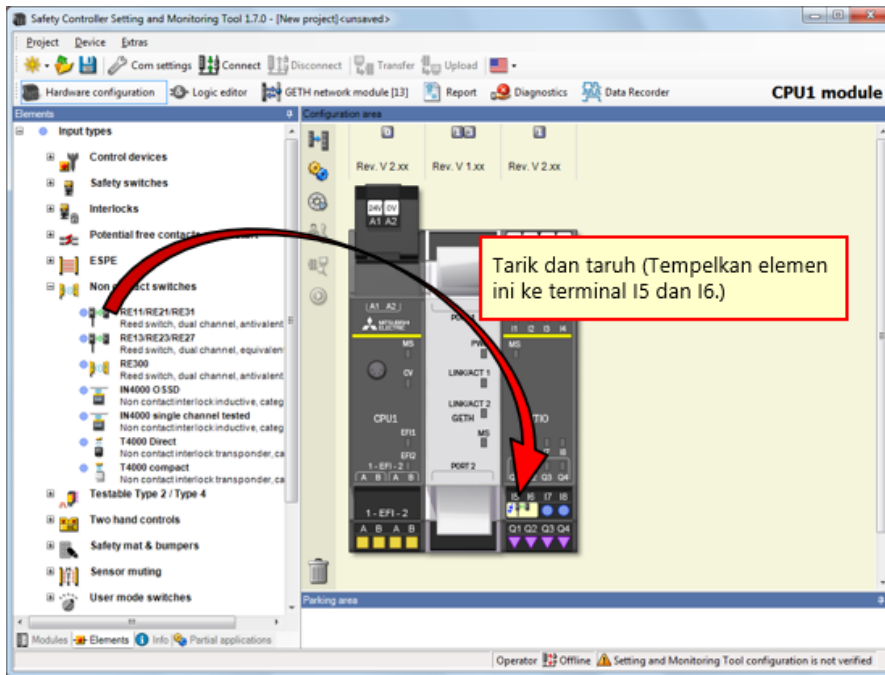 Safety Controller Setting and Monitoring Tool 1.7.0 - [New project]<unsaved>
Project Device Extras
Com settings Connect Disconnect Transfer Upload
Hardware configuration Logic editor GETH network module [13] Report Diagnostics Data Recorder CPU1 module
Elements
Configuration area
Input types
Control devices
Safety switches
Interlocks
Potential free contacts
ESPE
Non contact switches
RE11/RE21/RE31
Reed switch, dual channel, antivalent
RE13/RE23/RE27
Reed switch, dual channel, equivalen
RE300
Reed switch, dual channel, antivalent
IN4000 OSSD
Non contact interlock inductive, categ
IN4000 single channel tested
Non contact interlock inductive, categ
T4000 Direct
Non contact interlock transponder, ca
T4000 compact
Non contact interlock transponder, ca
Testable Type 2 / Type 4
Two hand controls
Safety mat & bumpers
Sensor muting
User mode switches
Modules Elements Info Partial applications
Rev. V 2.xx Rev. V 1.xx Rev. V 2.xx
24V 0V
A1 A2
Tarik dan taruh (Tempelkan elemen
ini ke terminal I5 dan I6.)
A1 A2
MITSUBISHI
ELECTRIC
I1 I2 I3 I4
MS
MS
CV
LINK/ACT 1
LINK/ACT 2
CPU1
GETH
EFI1
MS
EFI2
1 - EFI - 2
PORT 2
A B A B
Q3 Q4
I5 I6 I7 I8
1 - EFI - 2
A B A B
Q1 Q2 Q3 Q4
Parking area
Operator Offline Setting and Monitoring Tool configuration is not verified